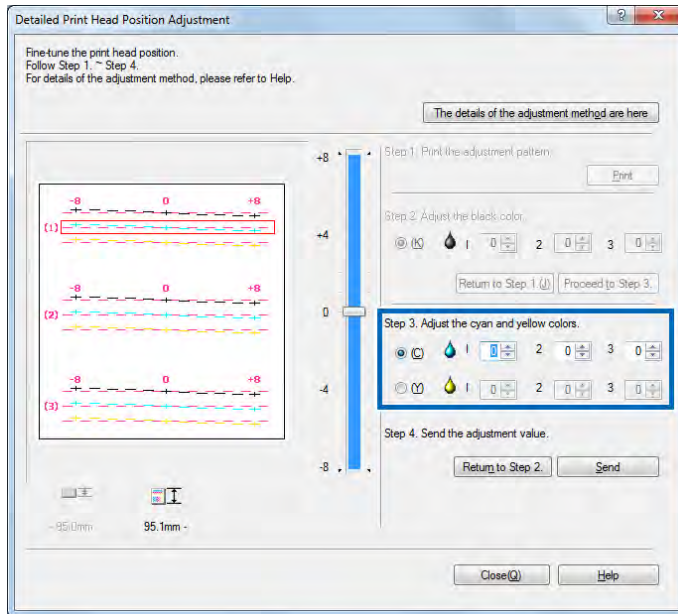 Detailed Print Head Position Adjustment
Fine-tune the print head position.
Follow Step 1. ~ Step 4.
For details of the adjustment method, please refer to Help.
The details of the adjustment method are here
+8
+4
0
-4
-8
-8 0 +8
(1)
-8 0 +8
(2)
-8 0 +8
(3)
- 95.0mm
95.1mm -
Step 1. Print the adjustment pattern.
Print
Step 2. Adjust the black color.
(K) 1 0 2 0 3 0
Return to Step 1.(J) Proceed to Step 3.
Step 3. Adjust the cyan and yellow colors.
(C) 1 0 2 0 3 0
(Y) 1 0 2 0 3 0
Step 4. Send the adjustment value.
Return to Step 2. Send
Close(Q) Help